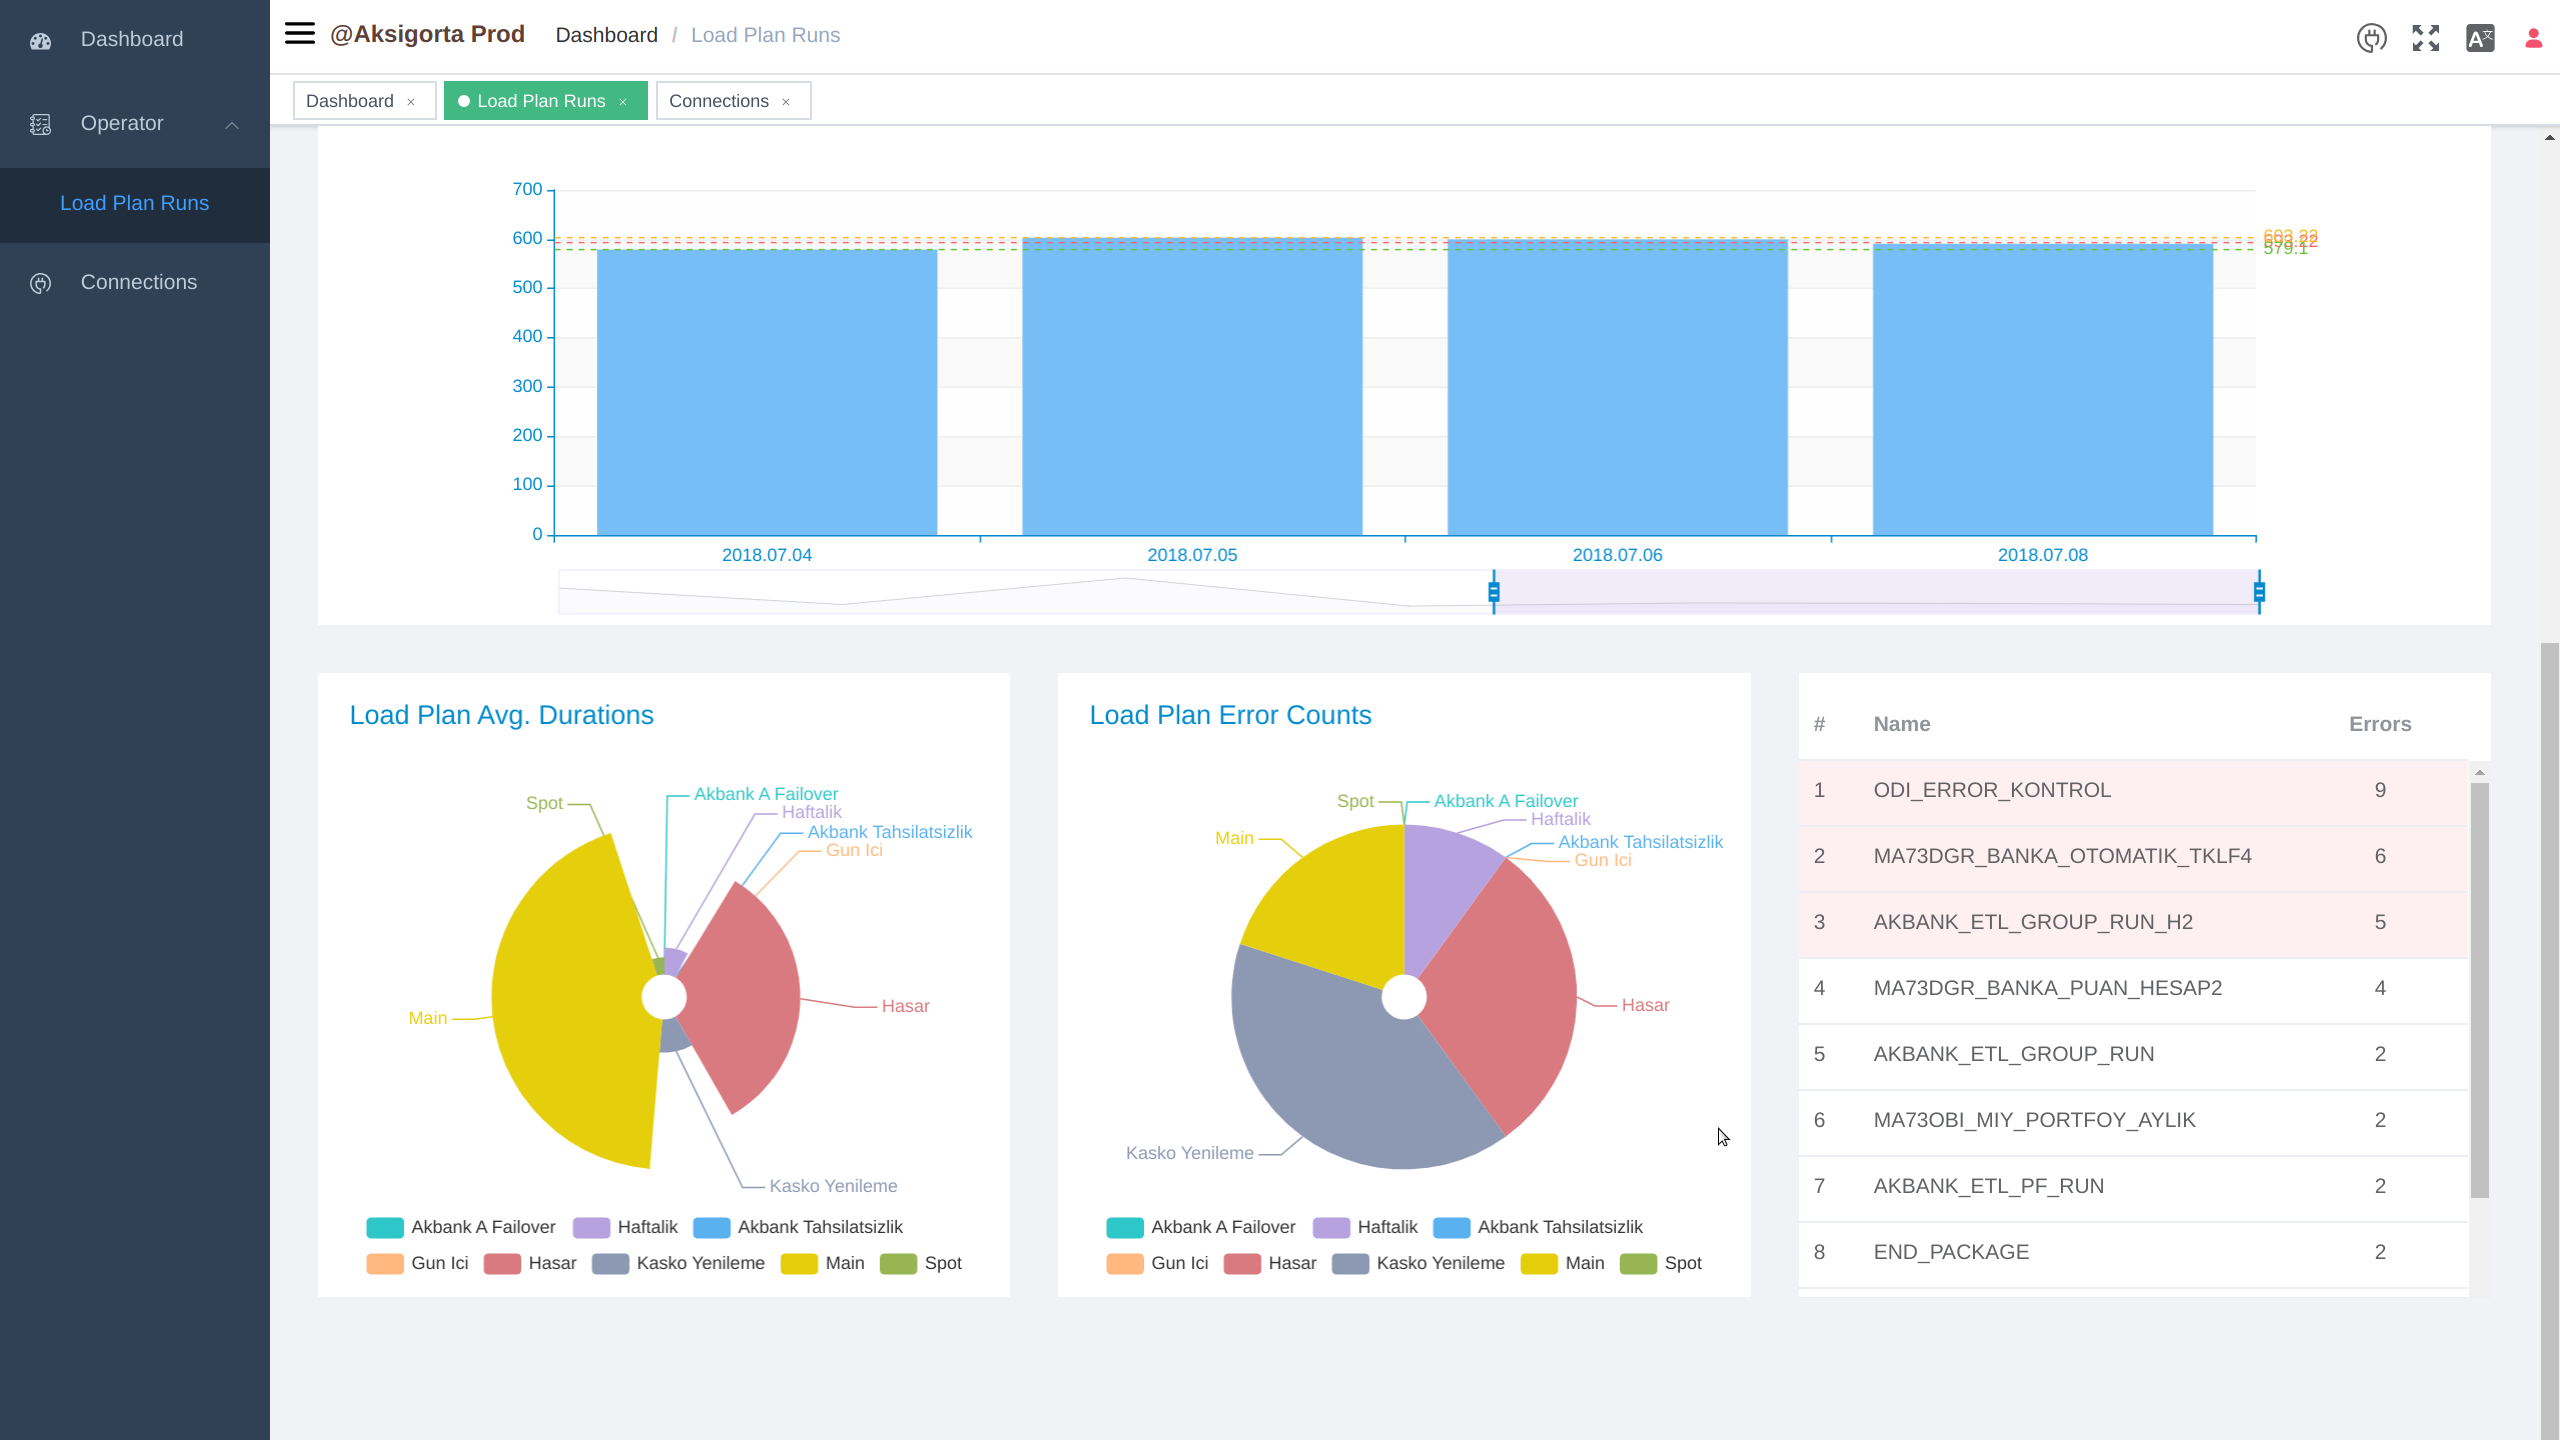 Dashboard
Operator
Load Plan Runs
Connections
@Aksigorta Prod Dashboard / Load Plan Runs
Dashboard × Load Plan Runs × Connections ×
700
600
500
400
300
200
100
0
603.33
593.22
579.1
2018.07.04 2018.07.05 2018.07.06 2018.07.08
Load Plan Avg. Durations
Spot
Akbank A Failover
Haftalik
Akbank Tahsilatsizlik
Gun Ici
Hasar
Main
Kasko Yenileme
Akbank A Failover Haftalik Akbank Tahsilatsizlik
Gun Ici Hasar Kasko Yenileme Main Spot
Load Plan Error Counts
Spot
Akbank A Failover
Haftalik
Main
Akbank Tahsilatsizlik
Gun Ici
Hasar
Kasko Yenileme
Akbank A Failover Haftalik Akbank Tahsilatsizlik
Gun Ici Hasar Kasko Yenileme Main Spot
# Name Errors
1 ODI_ERROR_KONTROL 9
2 MA73DGR_BANKA_OTOMATIK_TKLF4 6
3 AKBANK_ETL_GROUP_RUN_H2 5
4 MA73DGR_BANKA_PUAN_HESAP2 4
5 AKBANK_ETL_GROUP_RUN 2
6 MA73OBI_MIY_PORTFOY_AYLIK 2
7 AKBANK_ETL_PF_RUN 2
8 END_PACKAGE 2